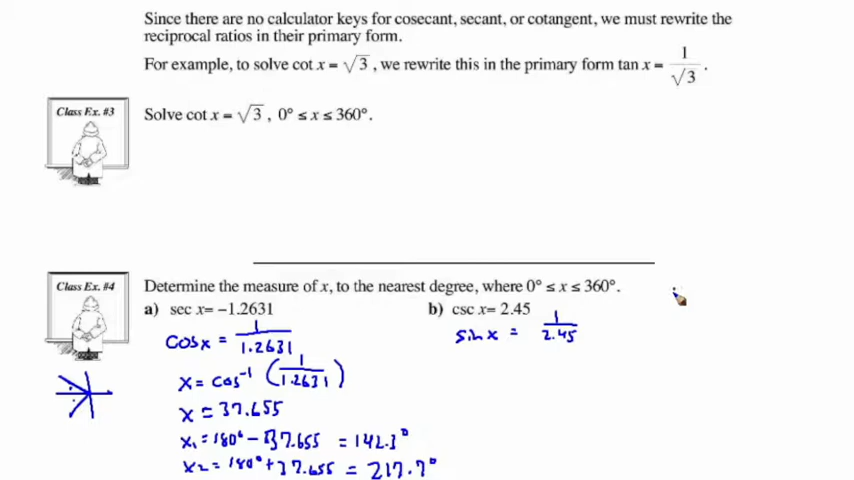 Since there are no calculator keys for cosecant, secant, or cotangent, we must rewrite the
reciprocal ratios in their primary form.
For example, to solve cot x = √3, we rewrite this in the primary form tan x = 1/√3.
Class Ex. #3
Solve cot x = √3, 0° ≤ x ≤ 360°.
Class Ex. #4
Determine the measure of x, to the nearest degree, where 0° ≤ x ≤ 360°.
a) sec x= −1.2631
b) csc x= 2.45
cosx = 1/1.2631
sinx = 1/2.45
x = cos⁻¹ (1/1.2631)
x = 37.655
x₁ = 180° − 37.655 = 142.3°
x₂ = 180° + 37.655 = 217.7°